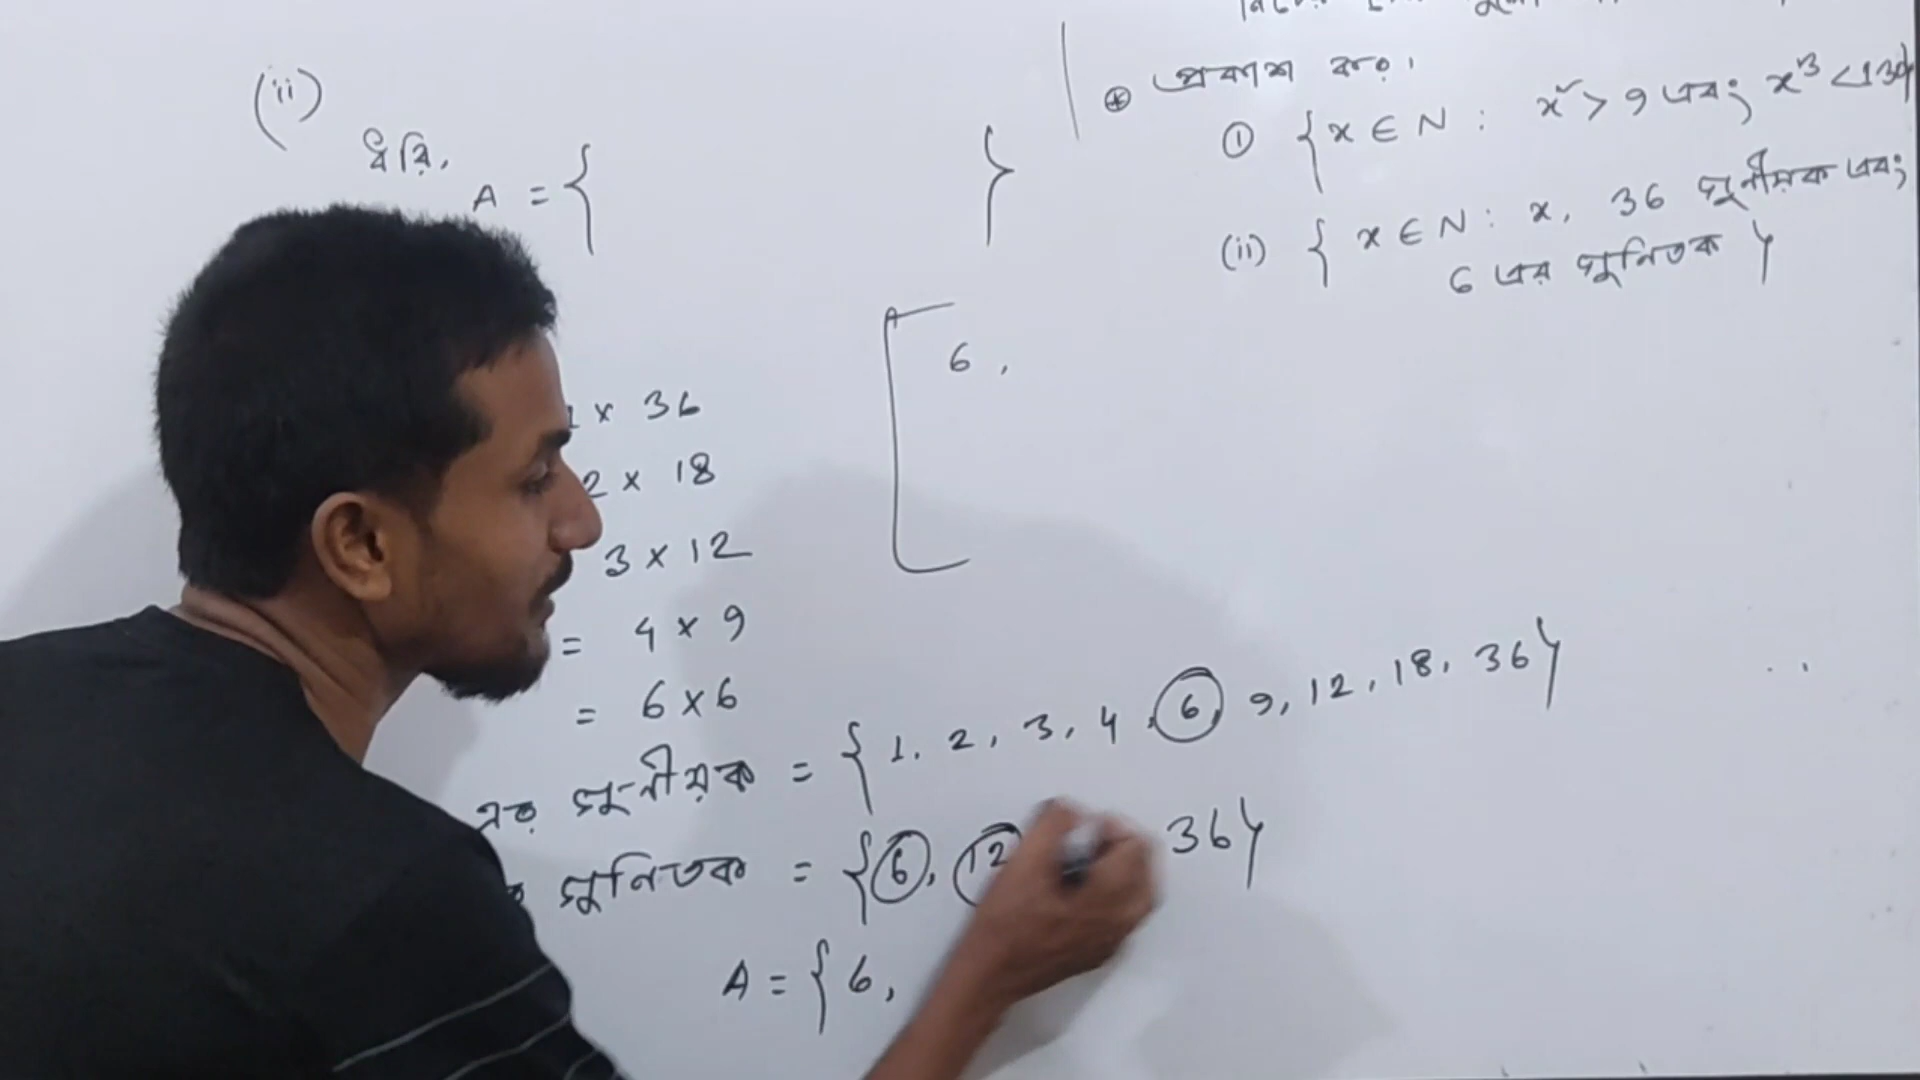 (ii)
ধরি,
A = {                }
1 × 36
2 × 18
3 × 12
= 4 × 9
= 6 × 6
6 ,
এর গুণনীয়ক = { 1, 2, 3, 4, 6, 9, 12, 18, 36 }
গুনিতক = { 6, 12            36 }
A = { 6,
প্রকাশ কর।
① { x ∈ N : x² > 9 এবং x³ < 130
(ii) { x ∈ N : x, 36 গুণনীয়ক এবং
6 এর গুনিতক }